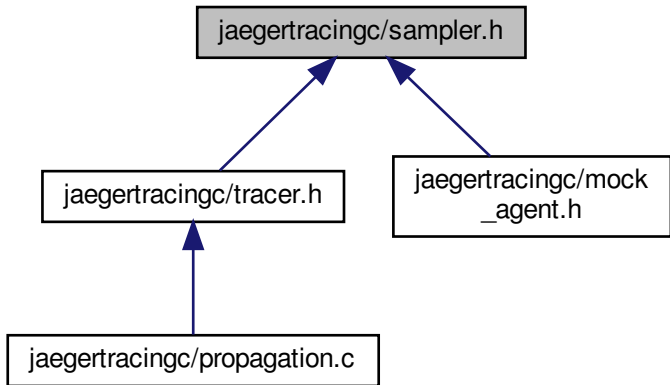 jaegertracingc/sampler.h
jaegertracingc/tracer.h
jaegertracingc/mock
_agent.h
jaegertracingc/propagation.c